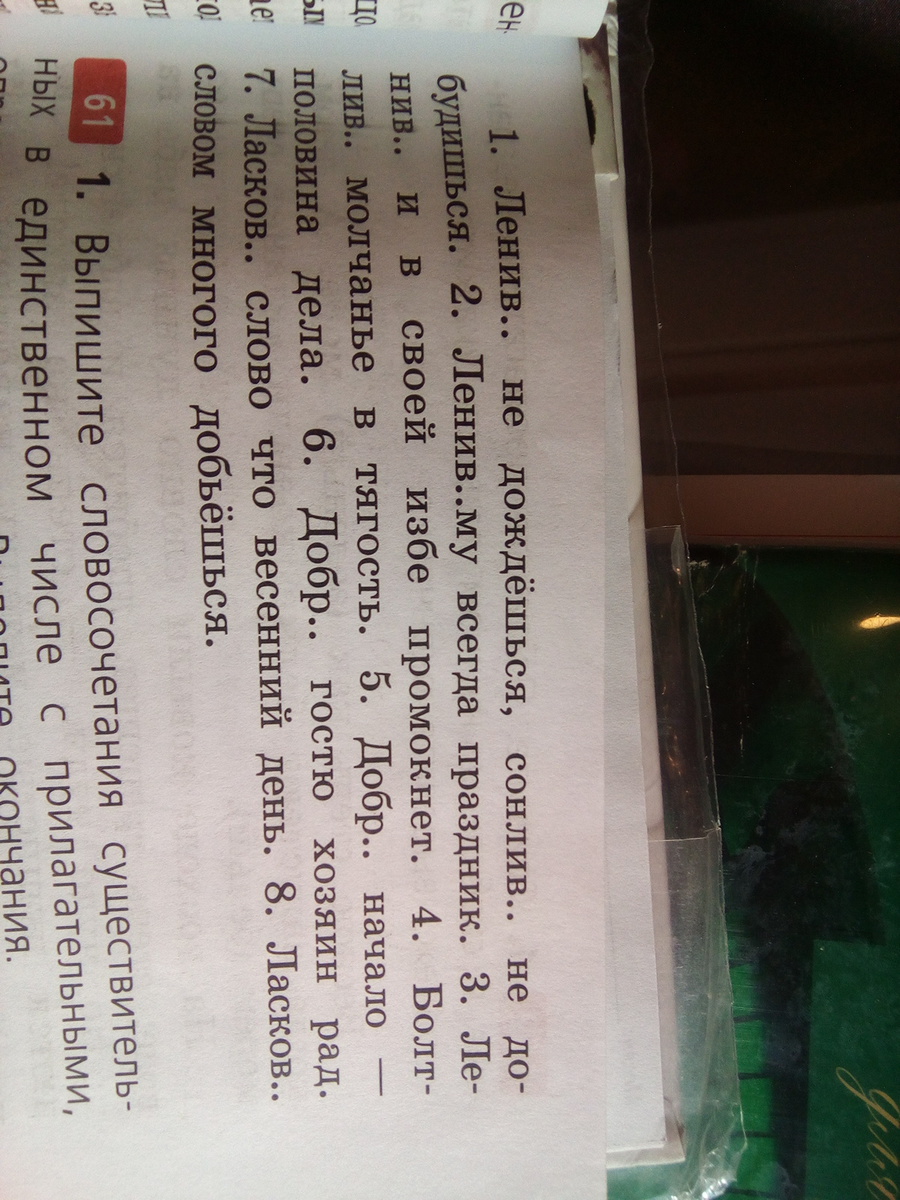 1. Ленив.. не дождёшься, сонлив.. не до-
будишься. 2. Ленив..му всегда праздник. 3. Ле-
нив.. и в своей избе промокнет. 4. Болт-
лив.. молчанье в тягость. 5. Добр.. начало —
половина дела. 6. Добр.. гостю хозяин рад.
7. Ласков.. слово что весенний день. 8. Ласков..
словом многого добьёшься.
61 1. Выпишите словосочетания существитель-
ных в единственном числе с прилагательными,
окончания.